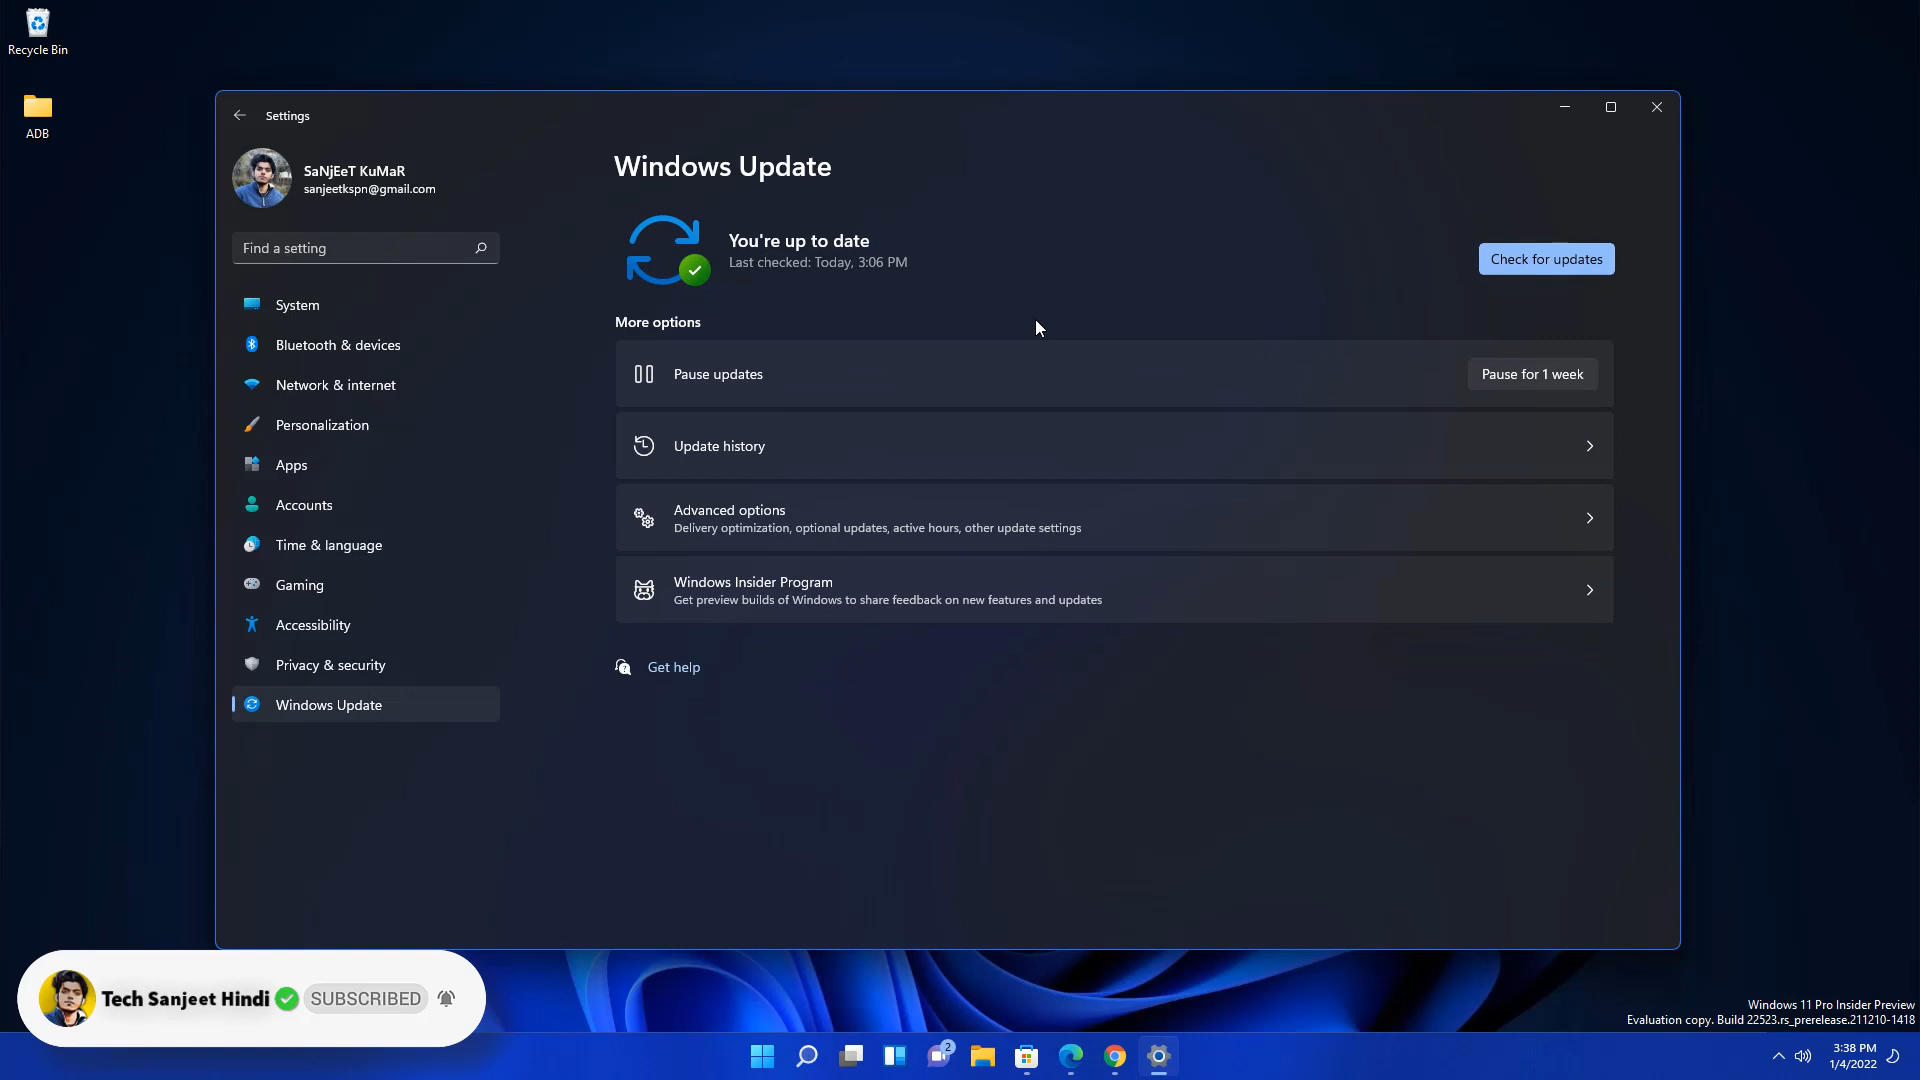 Recycle Bin
ADB
Settings
SaNjEeT KuMaR
sanjeetkspn@gmail.com
Find a setting
System
Bluetooth & devices
Network & internet
Personalization
Apps
Accounts
Time & language
Gaming
Accessibility
Privacy & security
Windows Update
Windows Update
You're up to date
Last checked: Today, 3:06 PM
Check for updates
More options
Pause updates
Pause for 1 week
Update history
Advanced options
Delivery optimization, optional updates, active hours, other update settings
Windows Insider Program
Get preview builds of Windows to share feedback on new features and updates
Get help
Tech Sanjeet Hindi SUBSCRIBED
Windows 11 Pro Insider Preview
Evaluation copy. Build 22523.rs_prerelease.211210-1418
2
3:38 PM
1/4/2022